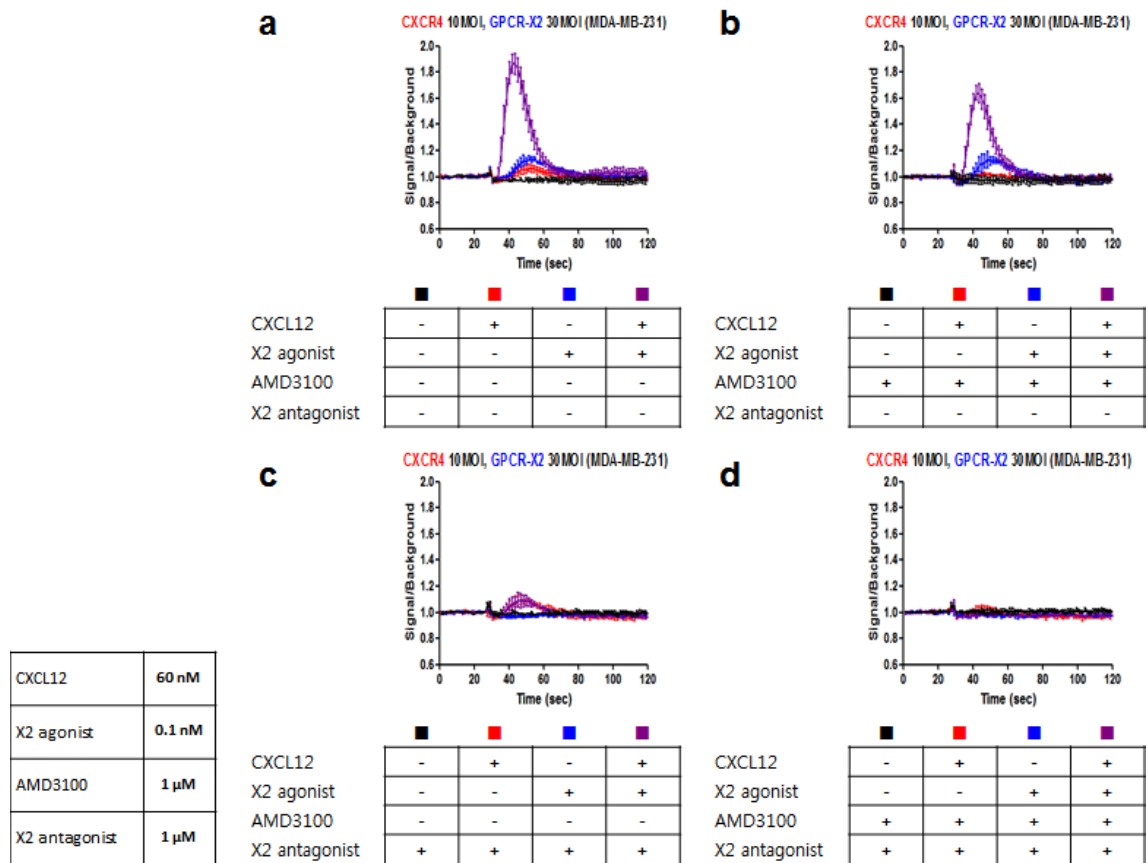 a
CXCR4 10MOI, GPCR-X2 30MOI (MDA-MB-231)
Signal/Background
2.0
1.8
1.6
1.4
1.2
1.0
0.8
0.6
0 20 40 60 80 100 120
Time (sec)
CXCL12 - + - +
X2 agonist - - + +
AMD3100 - - - -
X2 antagonist - - - -
b
CXCR4 10MOI, GPCR-X2 30MOI (MDA-MB-231)
Signal/Background
2.0
1.8
1.6
1.4
1.2
1.0
0.8
0.6
0 20 40 60 80 100 120
Time (sec)
CXCL12 - + - +
X2 agonist - - + +
AMD3100 + + + +
X2 antagonist - - - -
c
CXCR4 10MOI, GPCR-X2 30MOI (MDA-MB-231)
Signal/Background
2.0
1.8
1.6
1.4
1.2
1.0
0.8
0.6
0 20 40 60 80 100 120
Time (sec)
CXCL12 - + - +
X2 agonist - - + +
AMD3100 - - - -
X2 antagonist + + + +
d
CXCR4 10MOI, GPCR-X2 30MOI (MDA-MB-231)
Signal/Background
2.0
1.8
1.6
1.4
1.2
1.0
0.8
0.6
0 20 40 60 80 100 120
Time (sec)
CXCL12 - + - +
X2 agonist - - + +
AMD3100 + + + +
X2 antagonist + + + +
CXCL12 60 nM
X2 agonist 0.1 nM
AMD3100 1 µM
X2 antagonist 1 µM